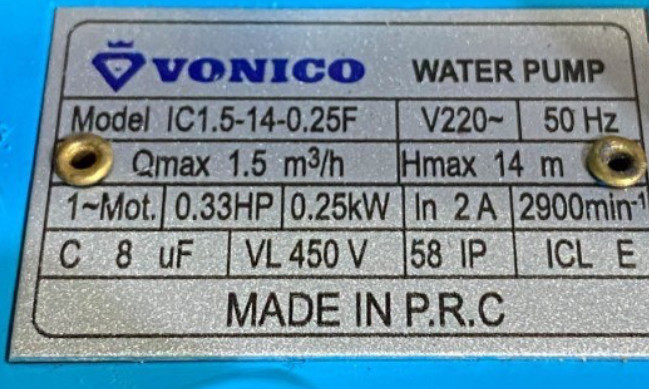 VONICO WATER PUMP
Model IC1.5-14-0.25F V220~ 50 Hz
Qmax 1.5 m³/h Hmax 14 m
1~Mot. 0.33HP 0.25kW In 2 A 2900min⁻¹
C 8 uF VL 450 V 58 IP ICL E
MADE IN P.R.C